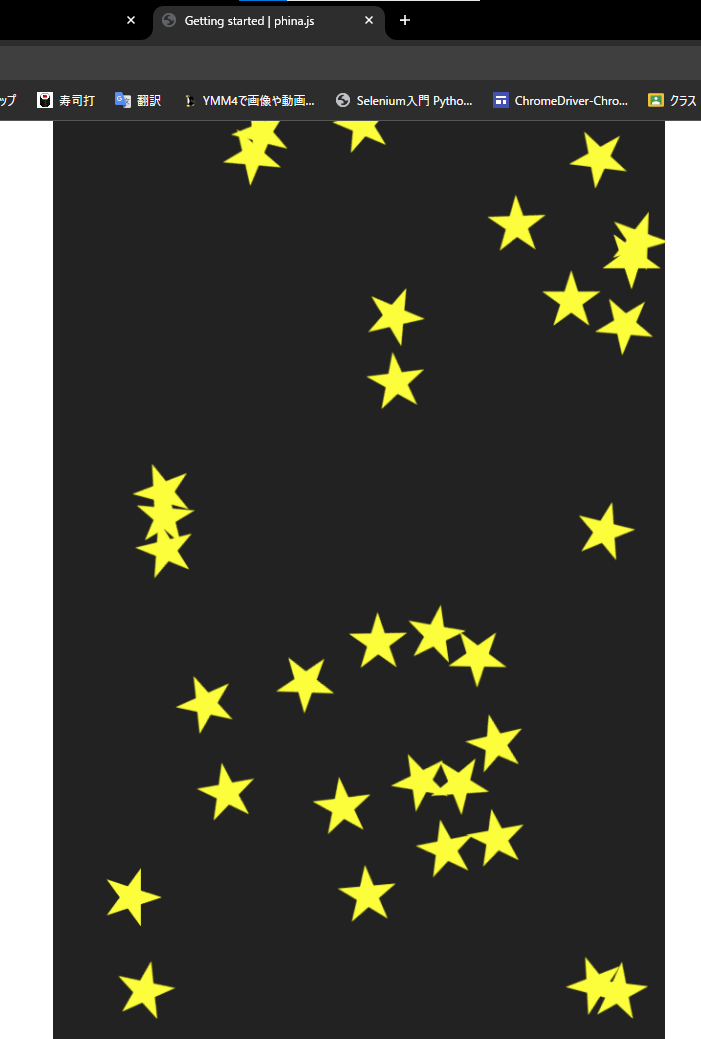 Getting started | phina.js
ップ
寿司打
翻訳
YMM4で画像や動画...
Selenium入門 Pytho...
ChromeDriver-Chro...
クラス